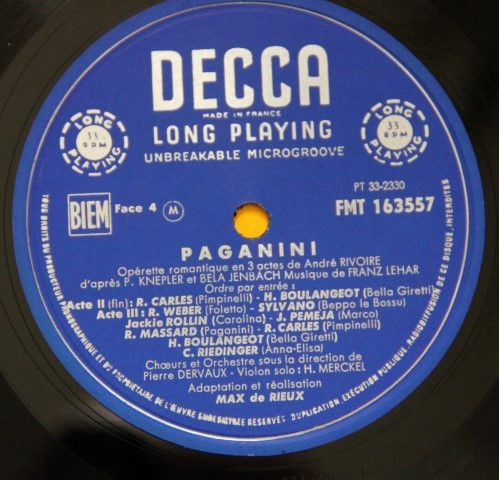 DECCA
MADE IN FRANCE
LONG PLAYING
UNBREAKABLE MICROGROOVE
LONG
33
RPM
PLAYING
LONG
33
RPM
PLAYING
PT 33-2330
BIEM Face 4 M FMT 163557
PAGANINI
Opérette romantique en 3 actes de André RIVOIRE
d'après P. KNEPLER et BELA JENBACH Musique de FRANZ LEHAR
Ordre par entrée :
Acte II (fin): R. CARLES (Pimpinelli) - H. BOULANGEOT (Bella Giretti)
Acte III : R. WEBER (Foletto) - SYLVANO (Beppo le Bossu)
Jackie ROLLIN (Carolina) - J. PEMEJA (Marco)
R. MASSARD (Paganini) - R. CARLES (Pimpinelli)
H. BOULANGEOT (Bella Giretti)
C. RIEDINGER (Anna-Elisa)
Chœurs et Orchestre sous la direction de
Pierre DERVAUX - Violon solo : H. MERCKEL
Adaptation et réalisation
MAX de RIEUX
TOUS DROITS DU PRODUCTEUR PHONOGRAPHIQUE ET DU PROPRIÉTAIRE DE L'ŒUVRE ENREGISTRÉE RESERVÉS. DUPLICATION, EXÉCUTION PUBLIQUE, RADIODIFFUSION DE CE DISQUE, INTERDITES